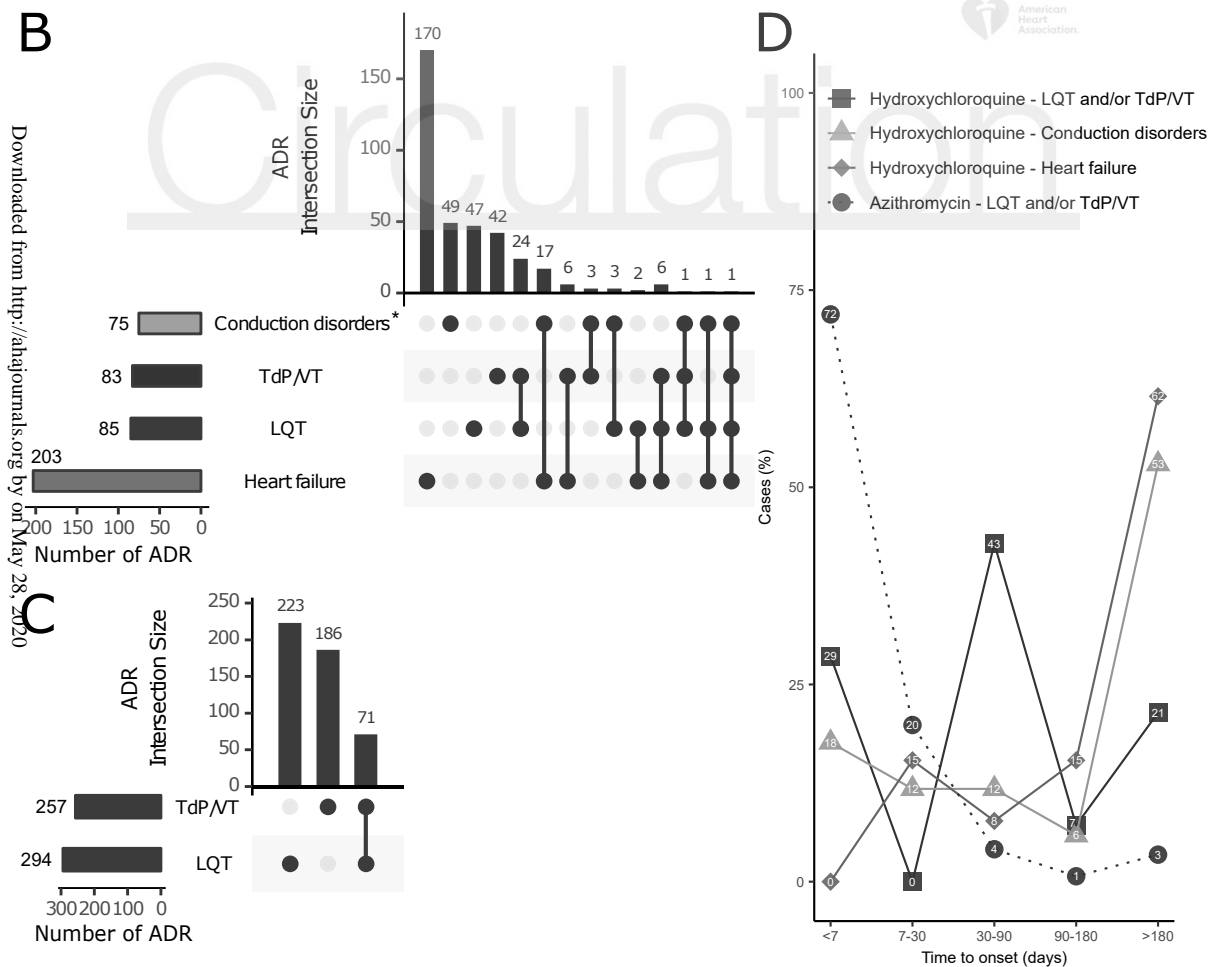 B
D
American
Heart
Association.
Circulation
Downloaded from http://ahajournals.org by on May 28, 2020
ADR
Intersection Size
150
100
50
0
170
49
47
42
24
17
6
3
3
2
6
1
1
1
75
Conduction disorders*
83
TdP/VT
85
LQT
203
Heart failure
200 150 100 50 0
Number of ADR
C
ADR
Intersection Size
250
200
150
100
50
0
223
186
71
257
TdP/VT
294
LQT
300 200 100 0
Number of ADR
Hydroxychloroquine - LQT and/or TdP/VT
Hydroxychloroquine - Conduction disorders
Hydroxychloroquine - Heart failure
Azithromycin - LQT and/or TdP/VT
Cases (%)
100
75
50
25
0
72
62
53
43
29
20
21
18
15
15
12
12
8
7
6
4
3
1
0
0
<7
7-30
30-90
90-180
>180
Time to onset (days)